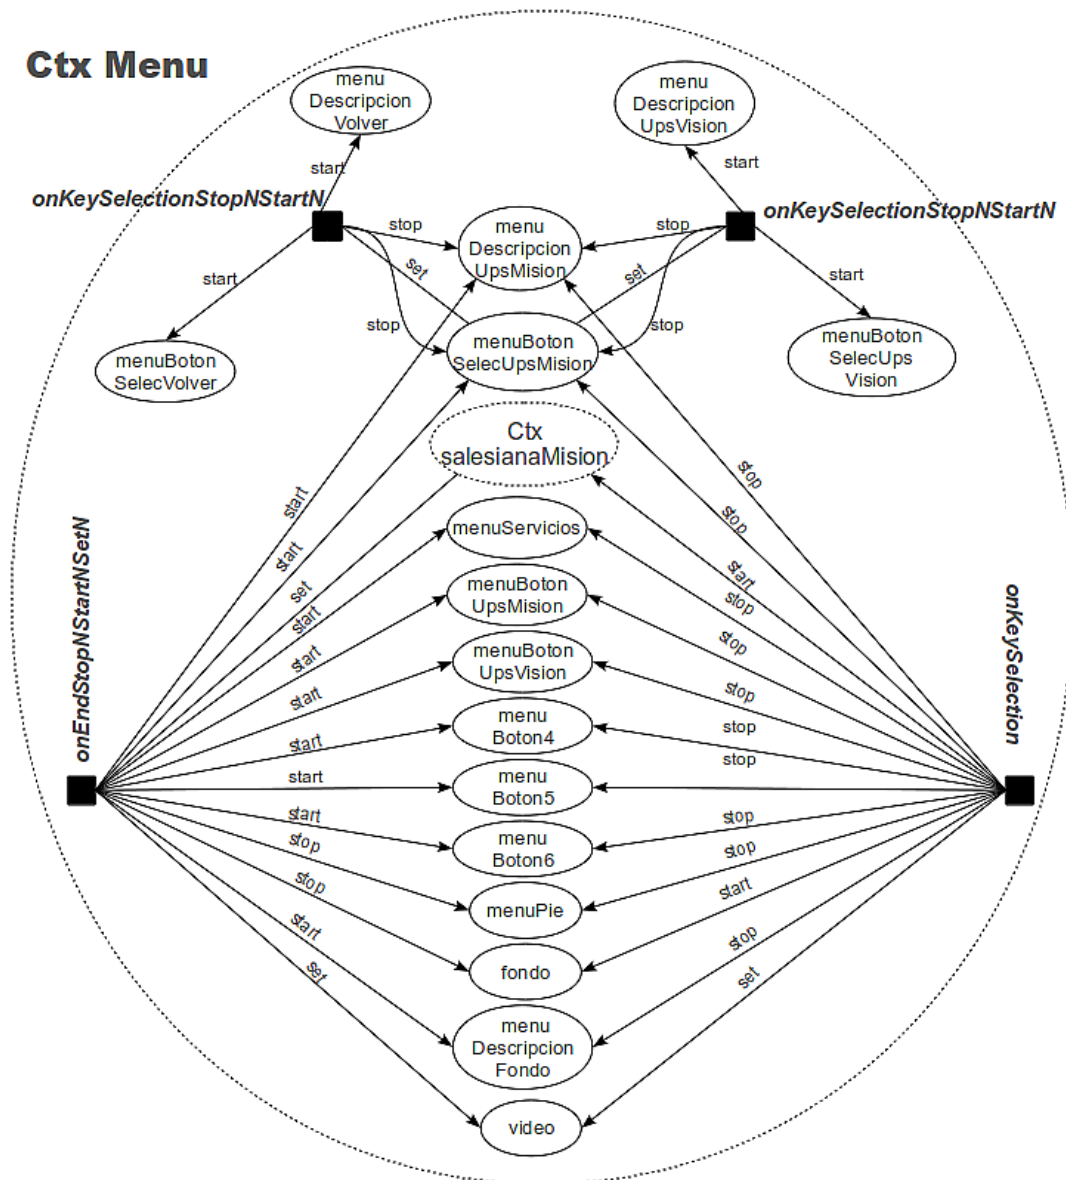 Ctx Menu
menu
Descripcion
Volver
menu
Descripcion
UpsVision
start
start
onKeySelectionStopNStartN
onKeySelectionStopNStartN
stop
stop
menu
Descripcion
UpsMision
start
set
set
start
stop
stop
menuBoton
SelecVolver
menuBoton
SelecUpsMision
menuBoton
SelecUps
Vision
Ctx
salesianaMision
start
stop
start
stop
menuServicios
set
start
start
stop
onEndStopNStartNSetN
onKeySelection
menuBoton
UpsMision
start
stop
menuBoton
UpsVision
start
stop
menu
Boton4
start
stop
menu
Boton5
start
stop
menu
Boton6
start
stop
stop
stop
menuPie
stop
start
fondo
start
stop
menu
Descripcion
Fondo
set
set
video